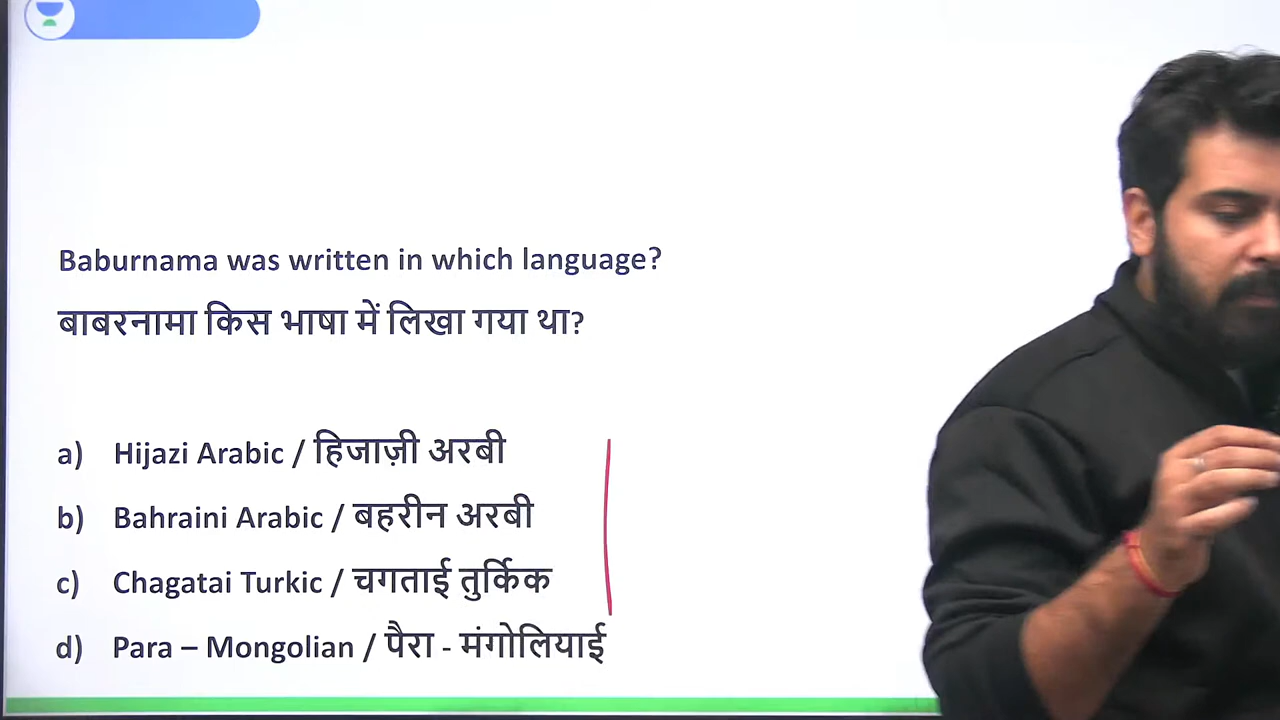 Baburnama was written in which language?
बाबरनामा किस भाषा में लिखा गया था?
a) Hijazi Arabic / हिजाज़ी अरबी
b) Bahraini Arabic / बहरीन अरबी
c) Chagatai Turkic / चगताई तुर्किक
d) Para – Mongolian / पैरा - मंगोलियाई